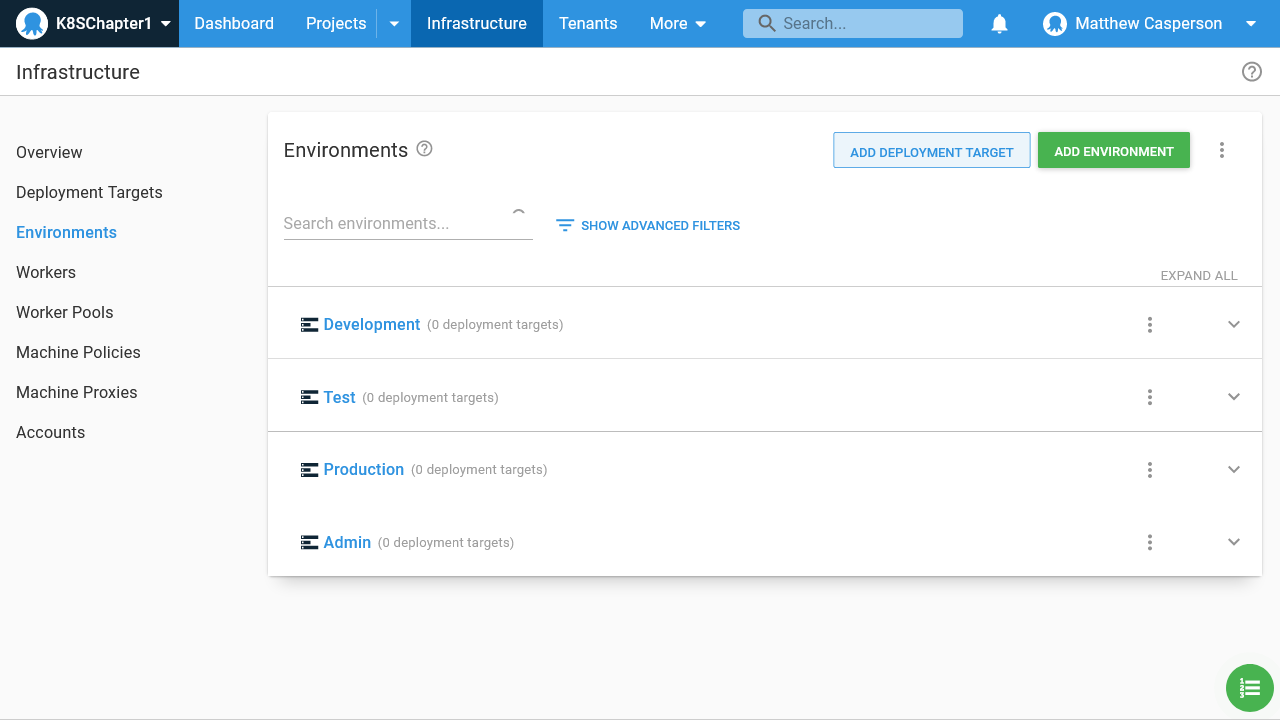 K8SChapter1 Dashboard Projects Infrastructure Tenants More Search... Matthew Casperson
Infrastructure
Overview
Deployment Targets
Environments
Workers
Worker Pools
Machine Policies
Machine Proxies
Accounts
Environments ADD DEPLOYMENT TARGET ADD ENVIRONMENT
Search environments... SHOW ADVANCED FILTERS
EXPAND ALL
Development (0 deployment targets)
Test (0 deployment targets)
Production (0 deployment targets)
Admin (0 deployment targets)